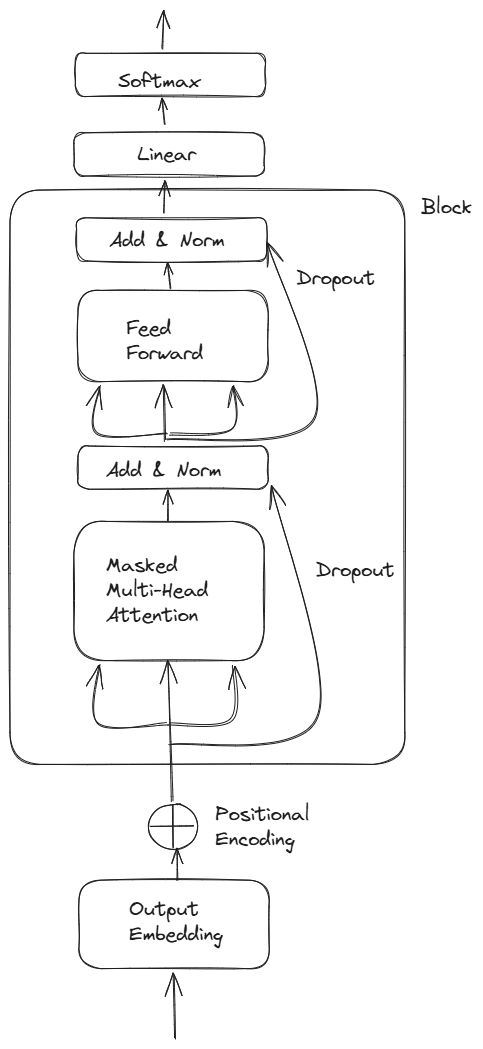 Softmax
Linear
Block
Add & Norm
Dropout
Feed
Forward
Add & Norm
Masked
Multi-Head
Attention
Dropout
Positional
Encoding
Output
Embedding